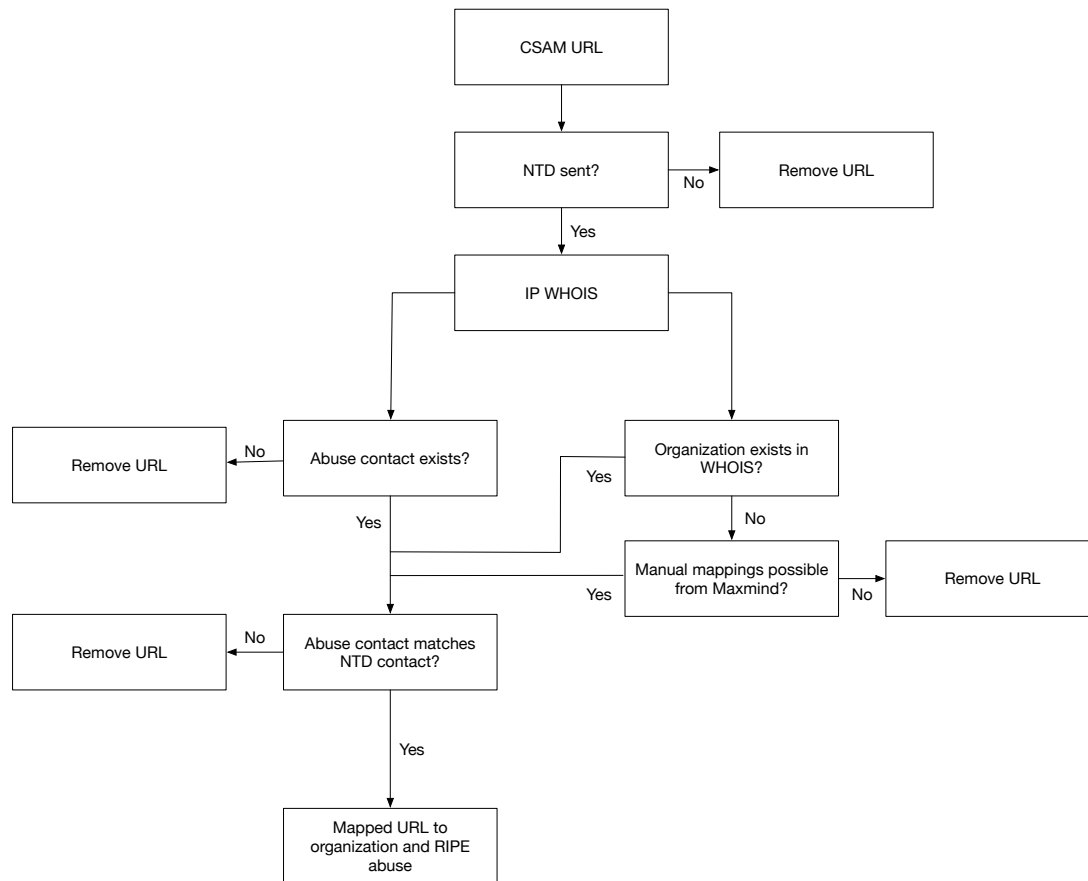 CSAM URL
NTD sent?
No
Remove URL
Yes
IP WHOIS
Remove URL
No
Abuse contact exists?
Organization exists in
WHOIS?
Yes
Yes
No
Manual mappings possible
from Maxmind?
Yes
No
Remove URL
Remove URL
No
Abuse contact matches
NTD contact?
Yes
Mapped URL to
organization and RIPE
abuse